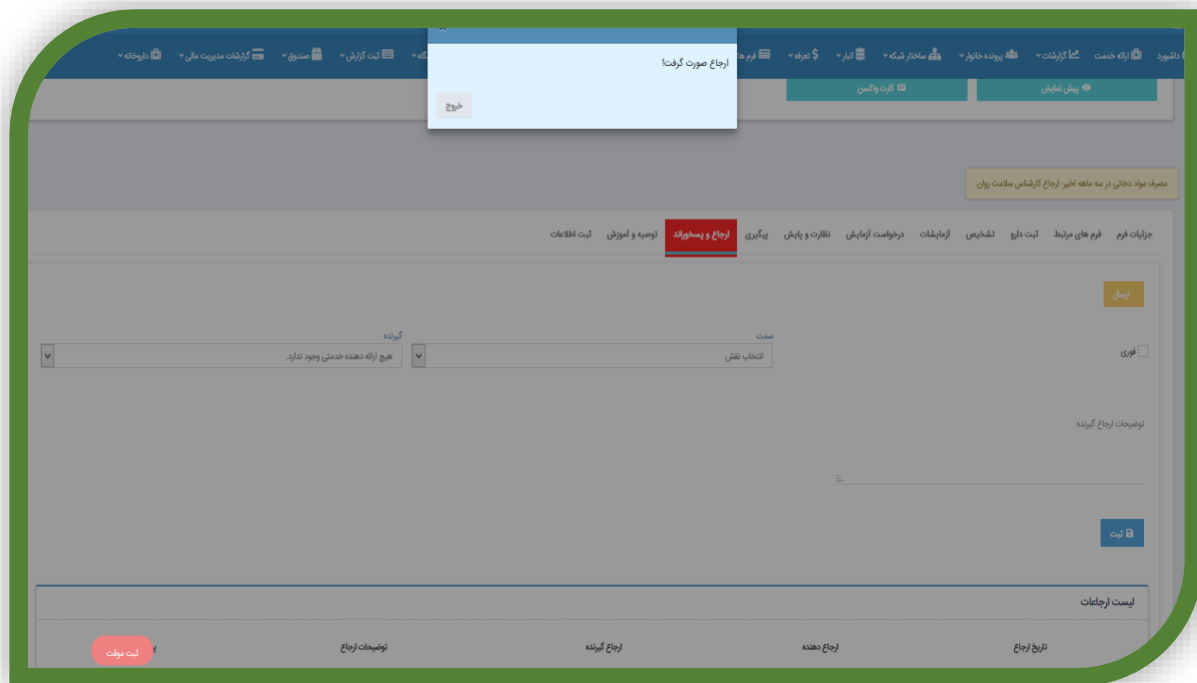 داشبورد ارائه خدمت گزارشات پرونده خانوار ساختار شبکه انبار تعرفه فرم ها ثبت گزارش صندوق گزارشات مدیریت مالی داروخانه
ارجاع صورت گرفت!
خروج
پیش نمایش کارت واکسن
مصرف مواد دخانی در سه ماهه اخیر- ارجاع کارشناس سلامت روان
جزئیات فرم فرم های مرتبط ثبت دارو تشخیص آزمایشات درخواست آزمایش نظارت و پایش پیگیری ارجاع و پسخوراند توصیه و آموزش ثبت اطلاعات
ارسال
سمت گیرنده
فوری انتخاب نقش هیچ ارائه دهنده خدمتی وجود ندارد.
توضیحات ارجاع گیرنده
ثبت
لیست ارجاعات
تاریخ ارجاع ارجاع دهنده ارجاع گیرنده توضیحات ارجاع
ثبت موقت